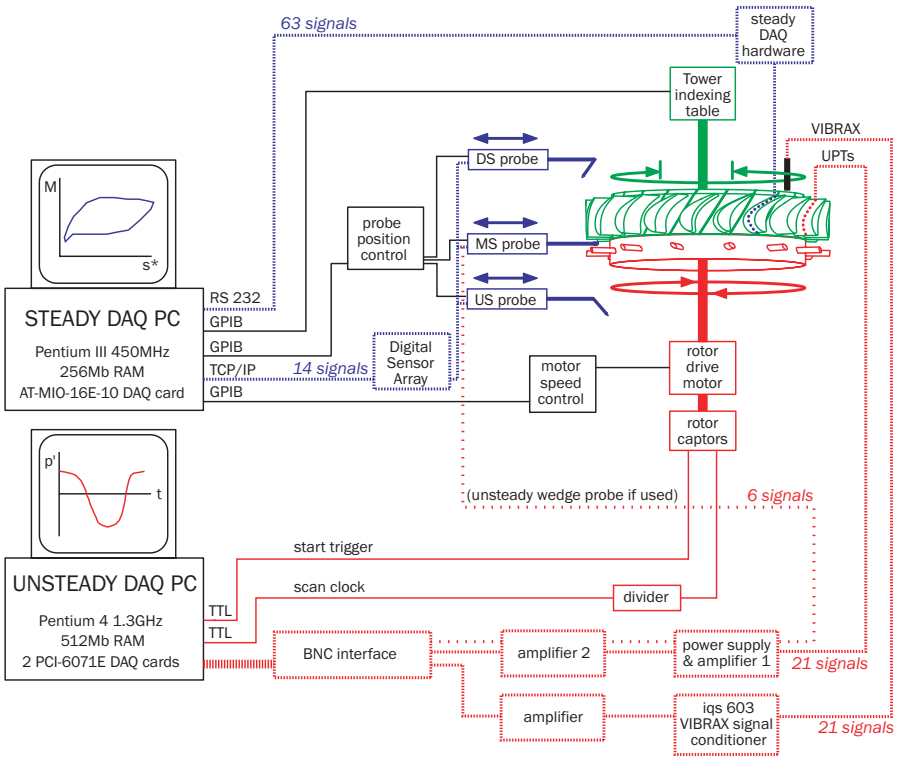 63 signals
steady
DAQ
hardware
Tower
indexing
table
VIBRAX
UPTs
DS probe
M
s*
probe
position
control
MS probe
US probe
RS 232
STEADY DAQ PC
GPIB
Pentium III 450MHz
256Mb RAM
AT-MIO-16E-10 DAQ card
GPIB
TCP/IP
14 signals
GPIB
Digital
Sensor
Array
motor
speed
control
rotor
drive
motor
rotor
captors
p'
t
(unsteady wedge probe if used)
6 signals
start trigger
UNSTEADY DAQ PC
scan clock
divider
TTL
Pentium 4 1.3GHz
512Mb RAM
2 PCI-6071E DAQ cards
TTL
BNC interface
amplifier 2
power supply
& amplifier 1
21 signals
amplifier
iqs 603
VIBRAX signal
conditioner
21 signals